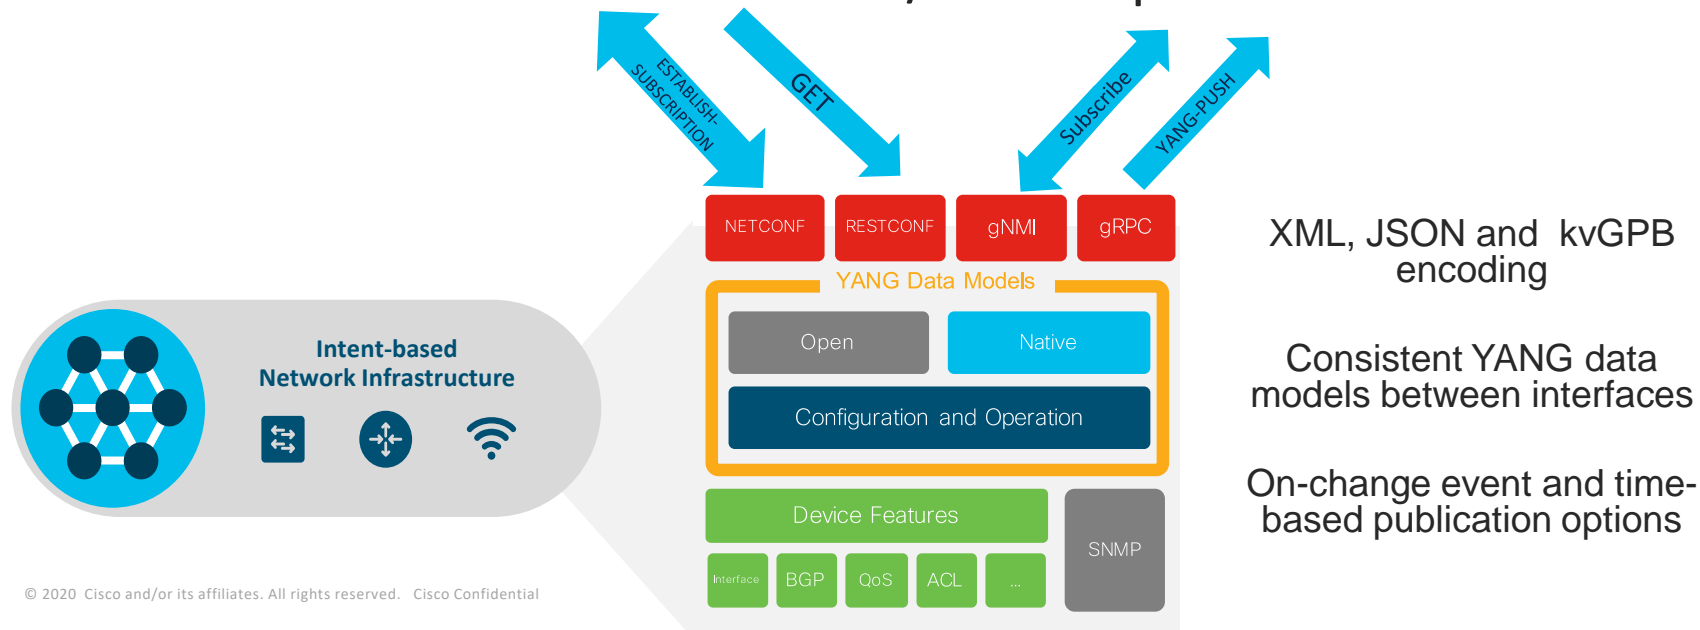 ESTABLISH-
SUBSCRIPTION
GET
Subscribe
YANG-PUSH
NETCONF
RESTCONF
gNMI
gRPC
YANG Data Models
Open
Native
Configuration and Operation
Device Features
Interface
BGP
QoS
ACL
...
SNMP
Intent-based
Network Infrastructure
XML, JSON and kvGPB
encoding
Consistent YANG data
models between interfaces
On-change event and time-
based publication options
© 2020 Cisco and/or its affiliates. All rights reserved. Cisco Confidential